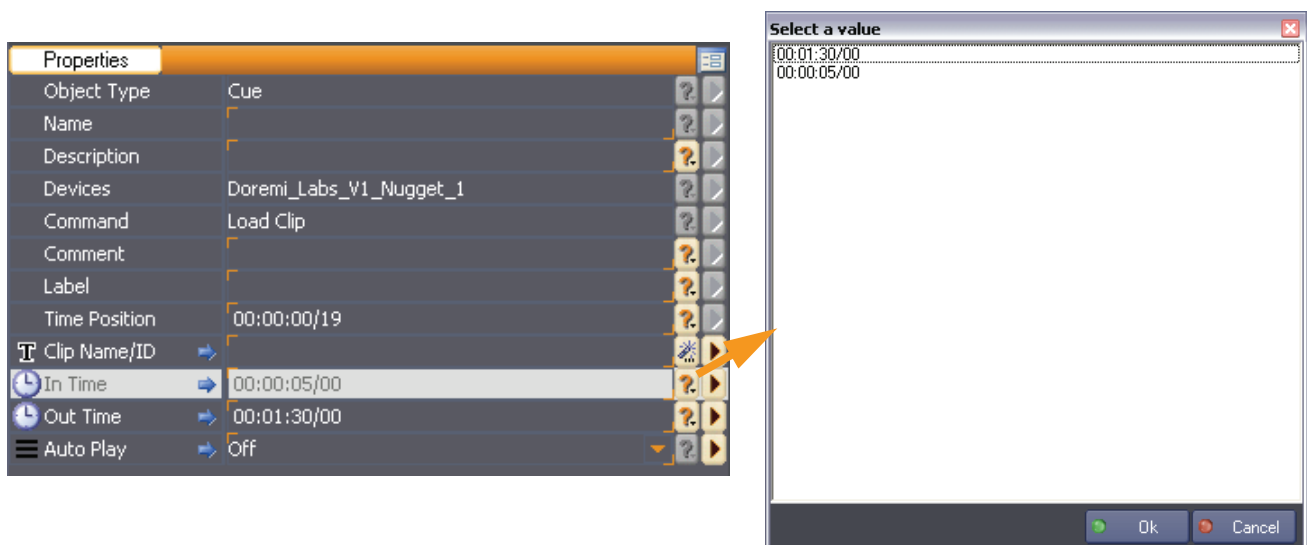 Properties
Object Type Cue
Name
Description
Devices Doremi_Labs_V1_Nugget_1
Command Load Clip
Comment
Label
Time Position 00:00:00/19
T Clip Name/ID
In Time 00:00:05/00
Out Time 00:01:30/00
Auto Play Off
Select a value
00:01:30/00
00:00:05/00
Ok Cancel